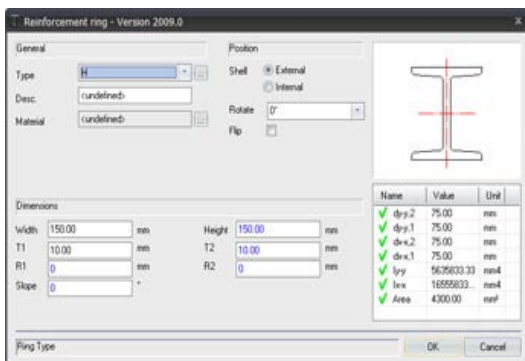 Reinforcement ring - Version 2009.0
General
Type H
Desc. <undefined>
Material <undefined>
Position
Shell External
Internal
Rotate 0°
Flip
Dimensions
Width 150.00 mm Height 150.00 mm
T1 10.00 mm T2 10.00 mm
R1 0 mm R2 0 mm
Slope 0 °
Name Value Unit
dy-y,2 75.00 mm
dy-y,1 75.00 mm
dx-x,2 75.00 mm
dx-x,1 75.00 mm
Iy-y 5635833.33 mm4
Ix-x 16555833... mm4
Area 4300.00 mm²
Ring Type
OK Cancel